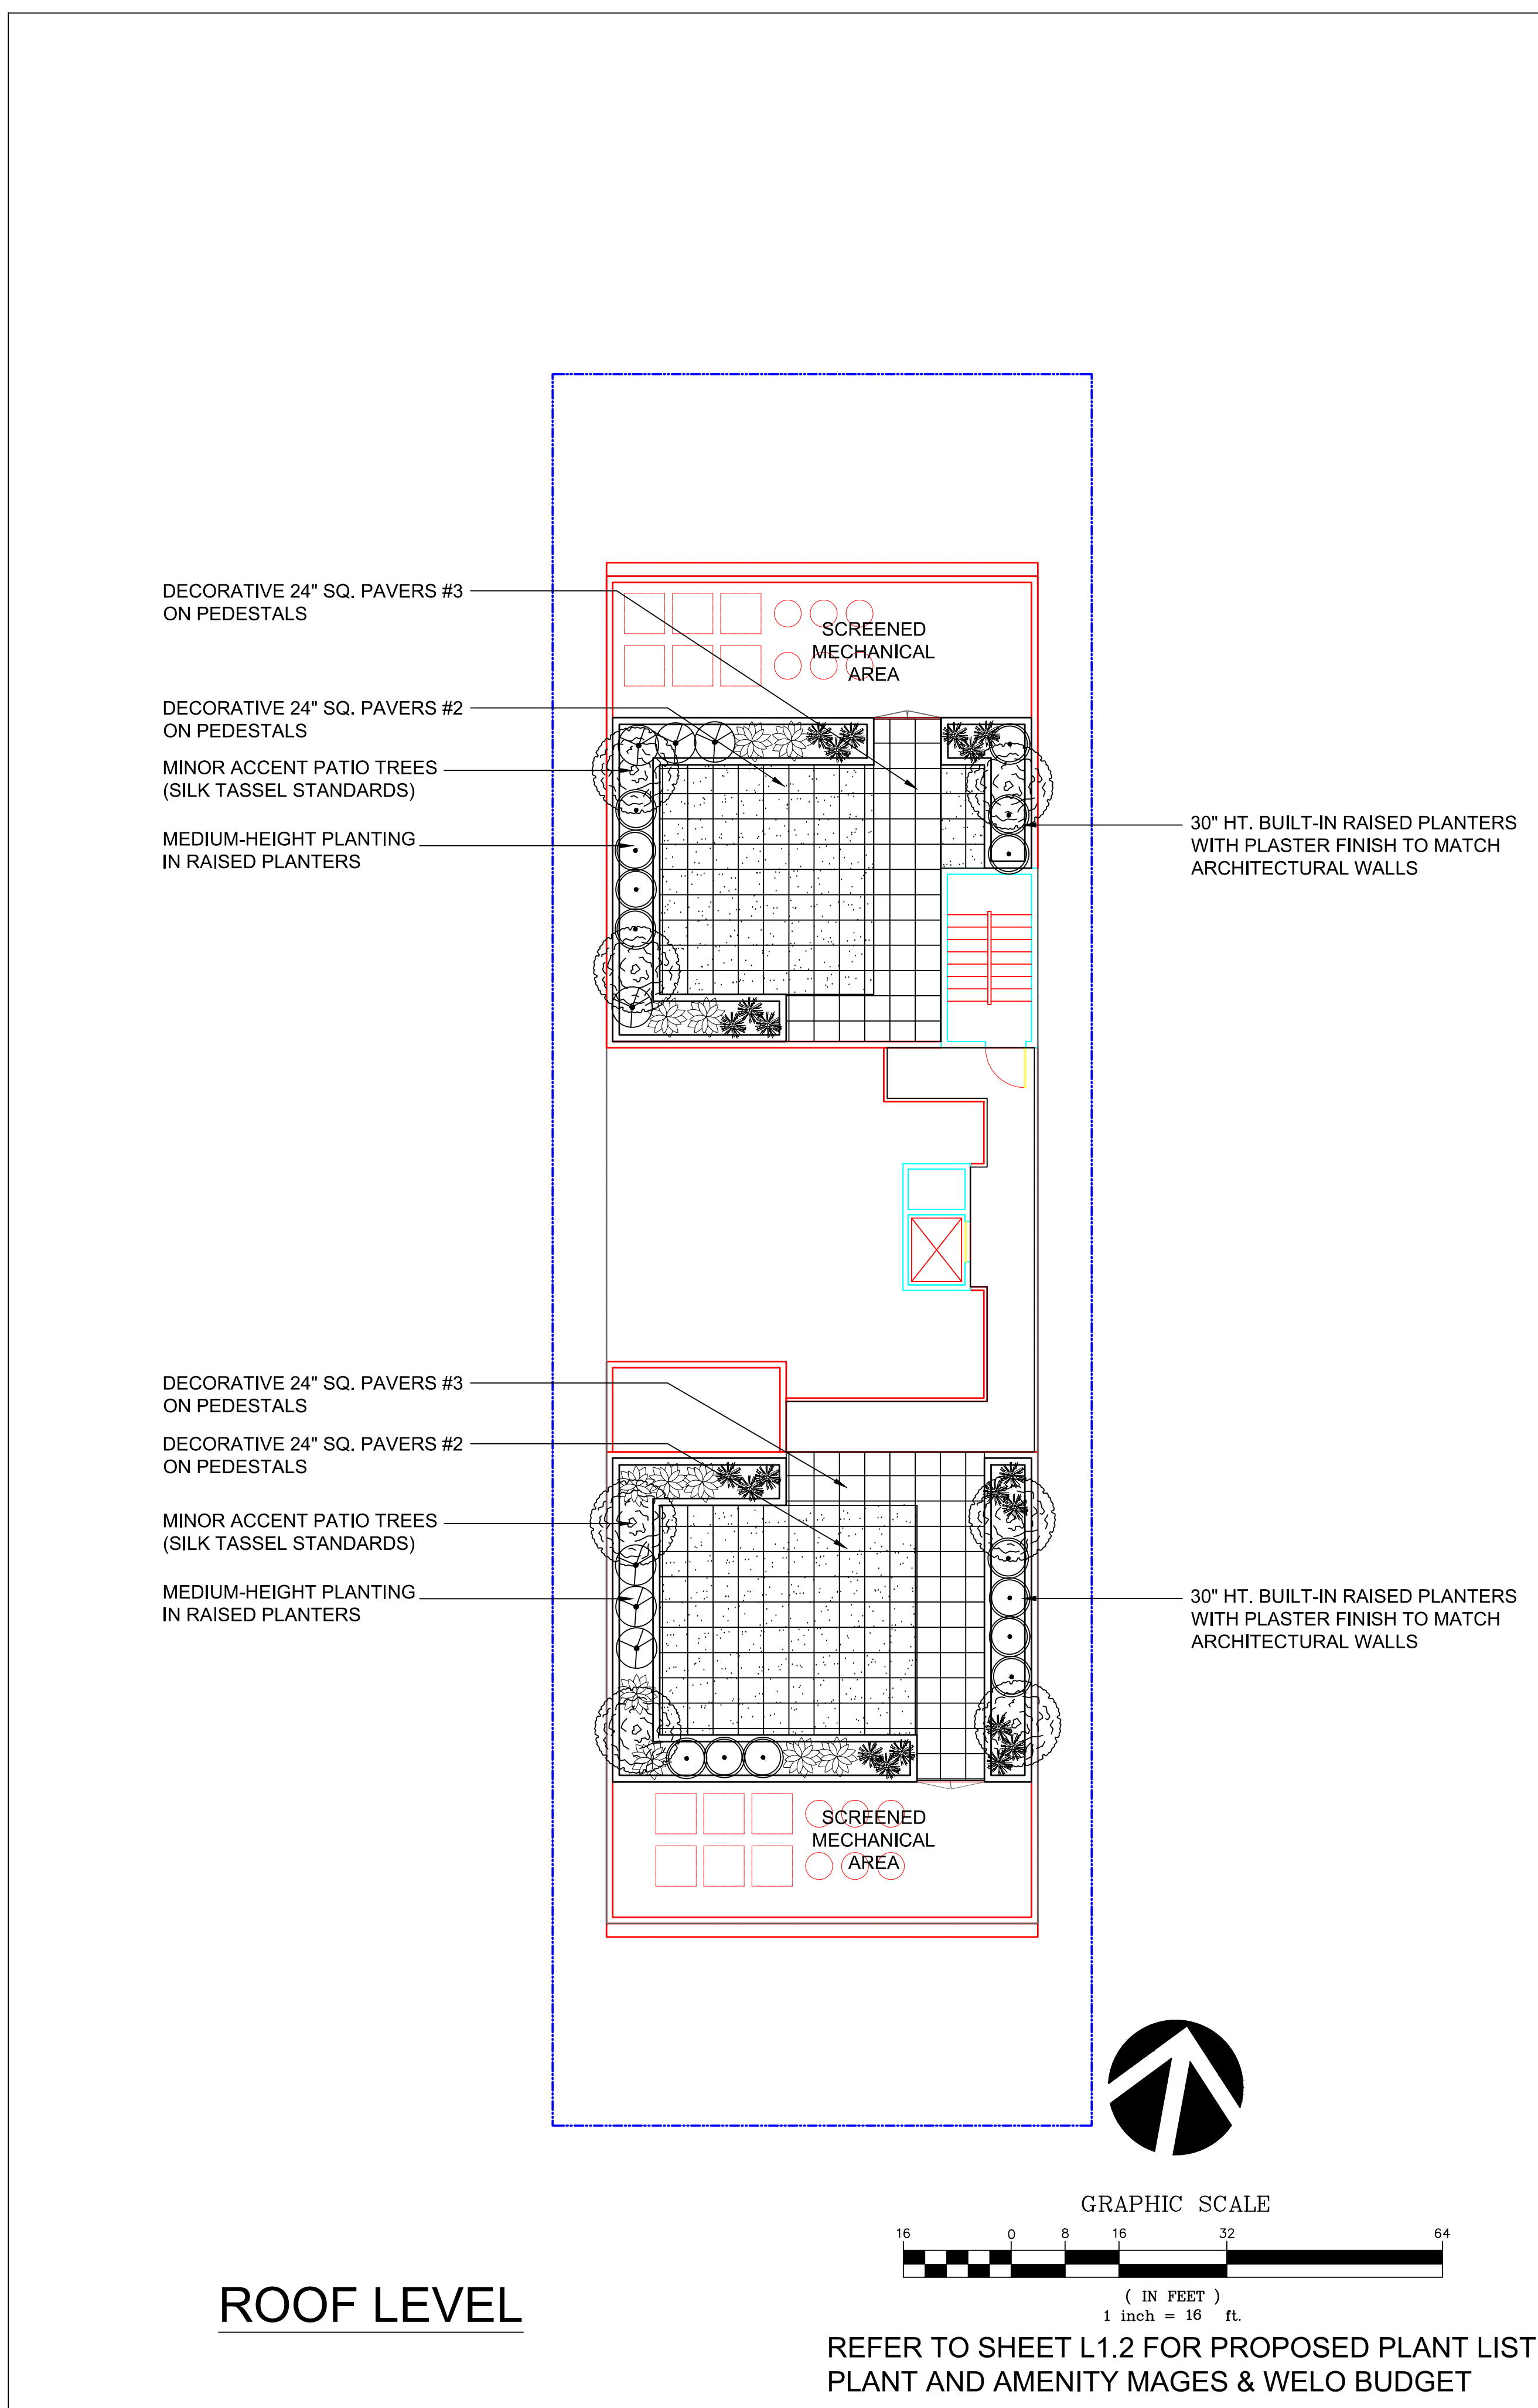 DECORATIVE 24" SQ. PAVERS #3
ON PEDESTALS
SCREENED
MECHANICAL
AREA
DECORATIVE 24" SQ. PAVERS #2
ON PEDESTALS
MINOR ACCENT PATIO TREES
(SILK TASSEL STANDARDS)
MEDIUM-HEIGHT PLANTING
IN RAISED PLANTERS
30" HT. BUILT-IN RAISED PLANTERS
WITH PLASTER FINISH TO MATCH
ARCHITECTURAL WALLS
DECORATIVE 24" SQ. PAVERS #3
ON PEDESTALS
DECORATIVE 24" SQ. PAVERS #2
ON PEDESTALS
MINOR ACCENT PATIO TREES
(SILK TASSEL STANDARDS)
MEDIUM-HEIGHT PLANTING
IN RAISED PLANTERS
30" HT. BUILT-IN RAISED PLANTERS
WITH PLASTER FINISH TO MATCH
ARCHITECTURAL WALLS
SCREENED
MECHANICAL
AREA
GRAPHIC SCALE
16 0 8 16 32 64
( IN FEET )
1 inch = 16 ft.
ROOF LEVEL
REFER TO SHEET L1.2 FOR PROPOSED PLANT LIST
PLANT AND AMENITY MAGES & WELO BUDGET